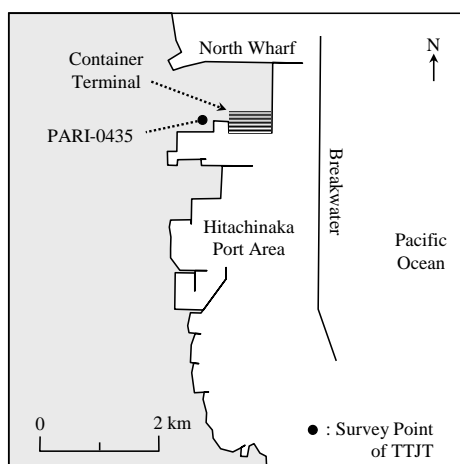 North Wharf
Container
Terminal
N
PARI-0435
Breakwater
Hitachinaka
Port Area
Pacific
Ocean
0
2 km
● : Survey Point
of TTJT